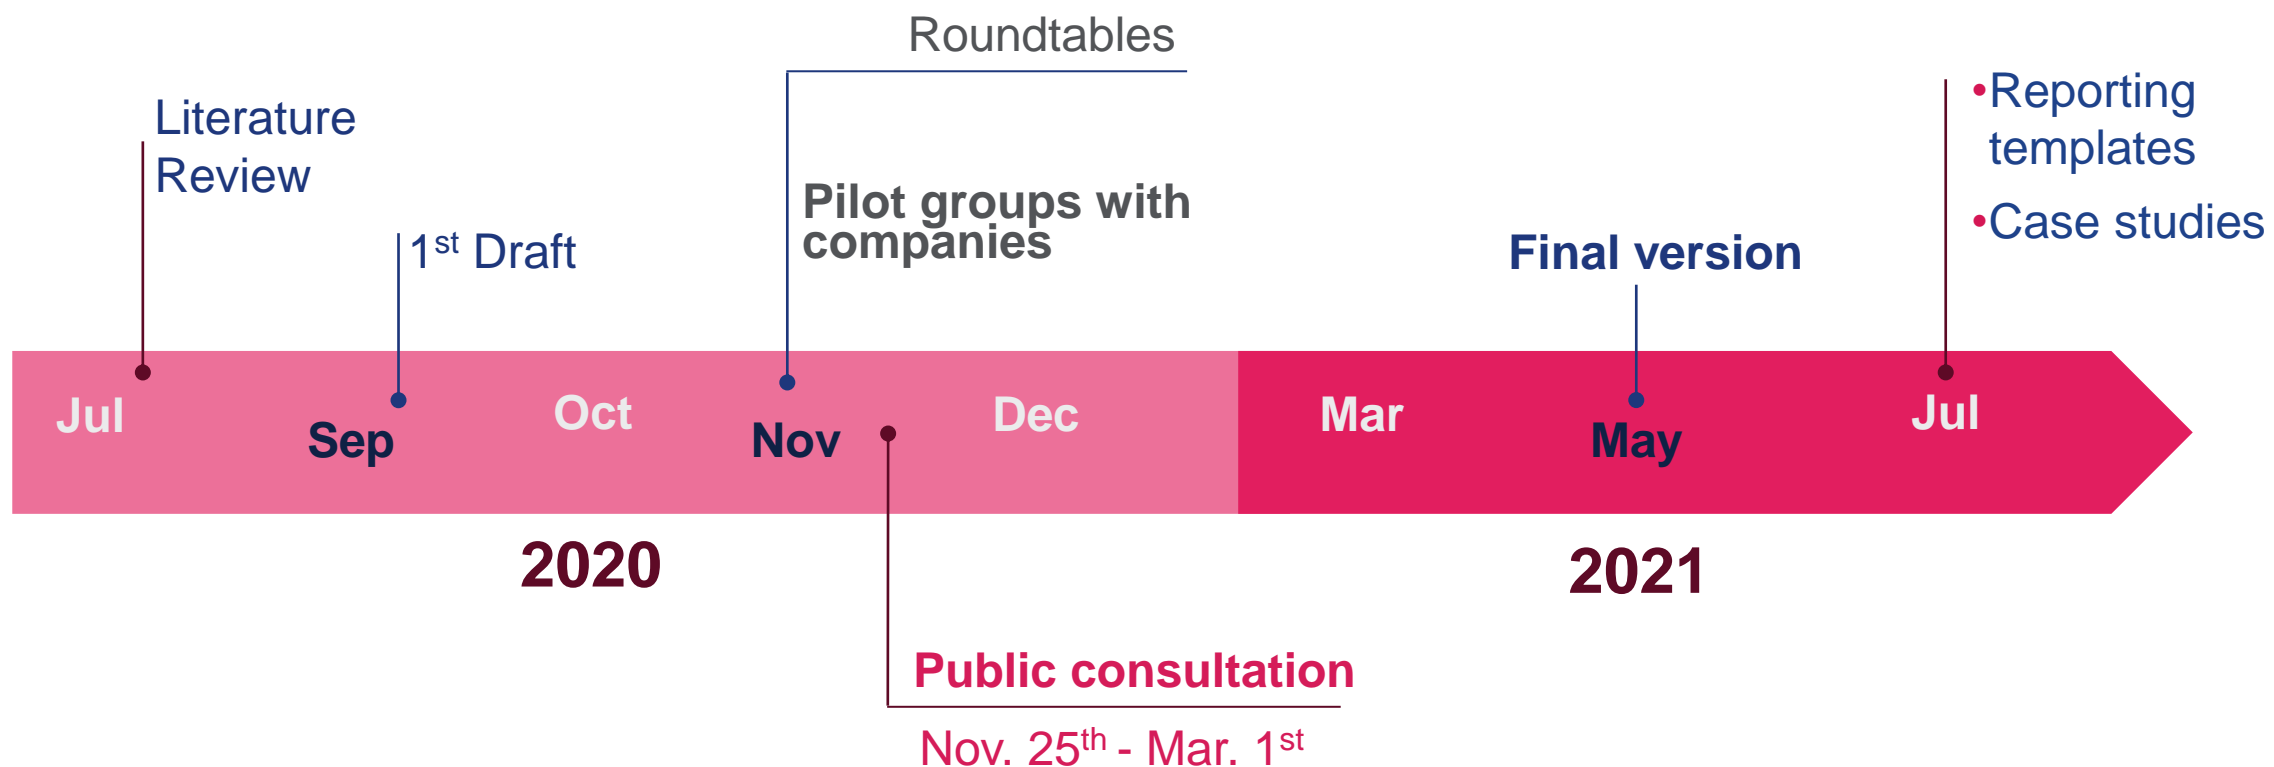 Roundtables
Literature
Review
1st Draft
Pilot groups with
companies
Final version
•Reporting
templates
•Case studies
Jul
Sep
Oct
Nov
Dec
Mar
May
Jul
2020
2021
Public consultation
Nov. 25th - Mar. 1st